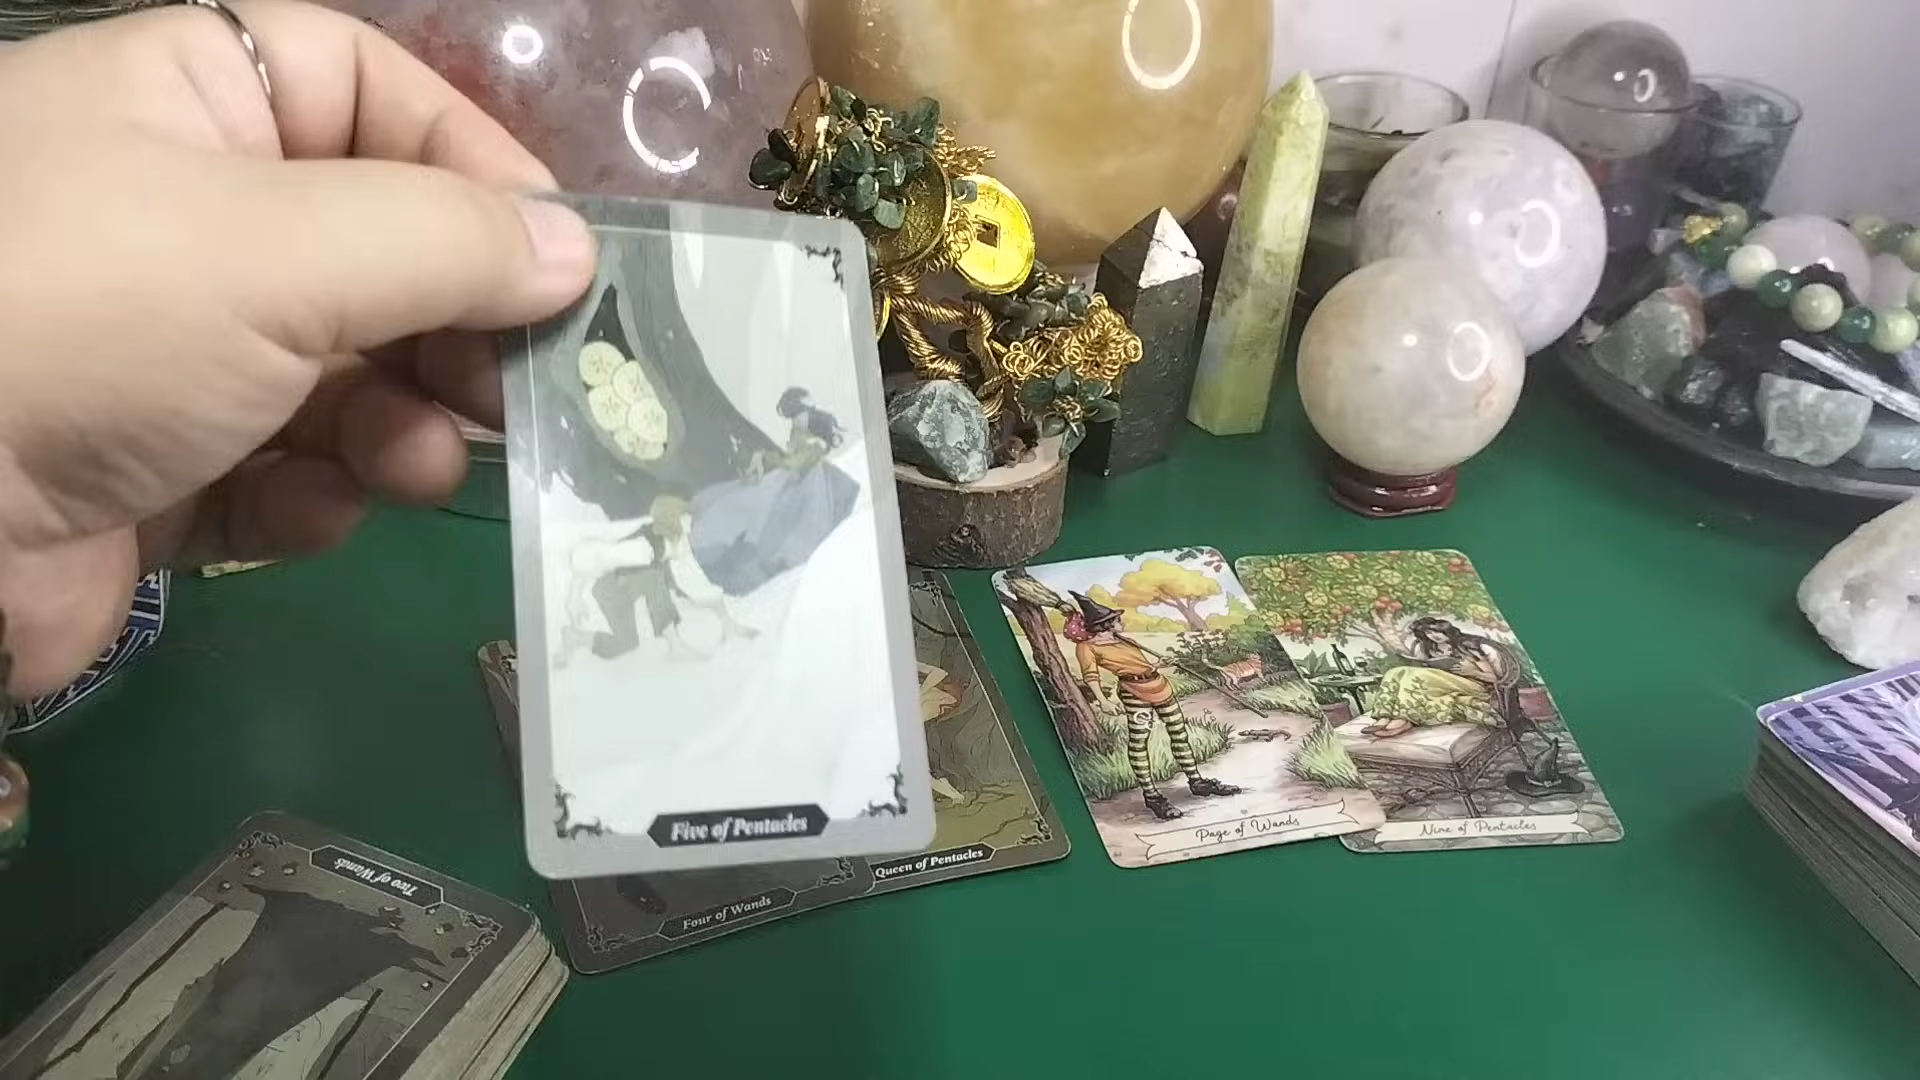 Five of Pentacles
Queen of Pentacles
Four of Wands
Page of Wands
Nine of Pentacles
Two of Wands